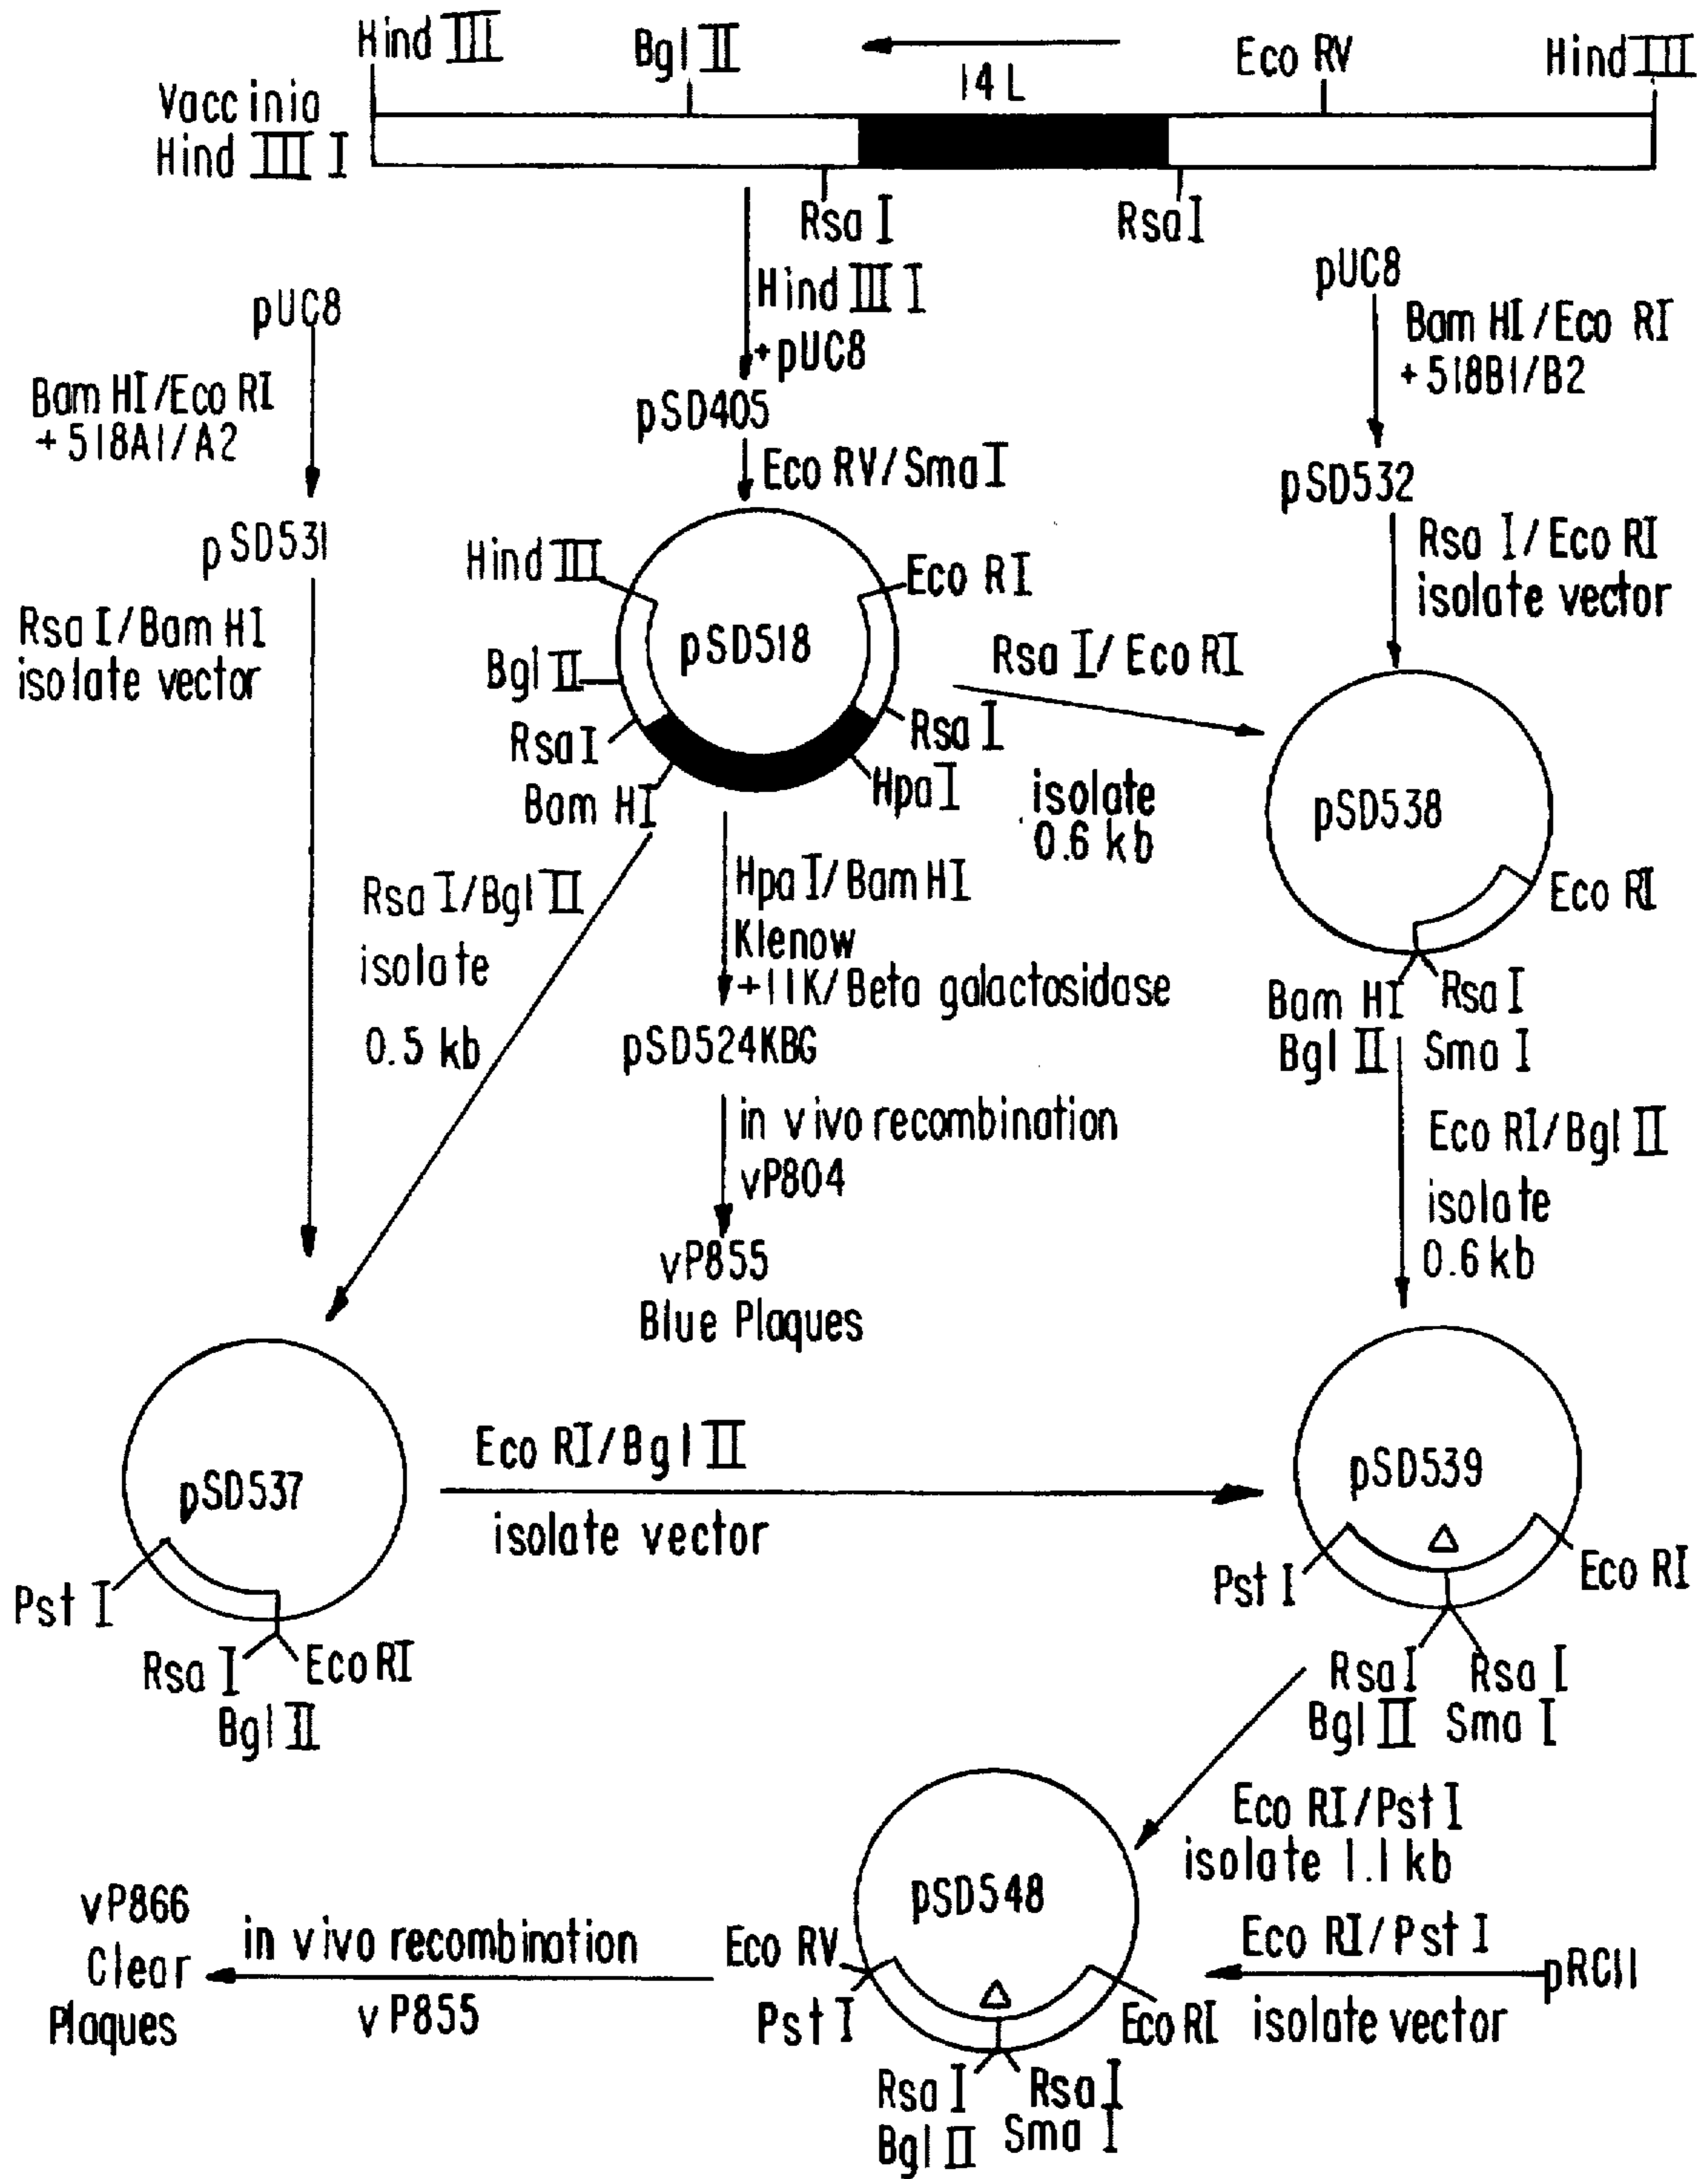 Hind III
Bgl II
I4L
Eco RV
Hind III
Vaccinia
Hind III I
Rsa I
Rsa I
Hind III I
+pUC8
pUC8
Bam HI/Eco RI
+518A1/A2
pSD531
Rsa I/Bam HI
isolate vector
pSD405
Eco RV/Sma I
pUC8
Bam HI/Eco RI
+518B1/B2
pSD532
Rsa I/Eco RI
isolate vector
Hind III
Eco RI
pSD518
Bgl II
Rsa I
Bam HI
Rsa I
Hpa I
Rsa I/Eco RI
isolate
0.6 kb
pSD538
Eco RI
Bam HI
Rsa I
Bgl II
Sma I
Rsa I/Bgl II
isolate
0.5 kb
Hpa I/Bam HI
Klenow
+11K/Beta galactosidase
pSD524KBG
in vivo recombination
vP804
vP855
Blue Plaques
Eco RI/Bgl II
isolate
0.6 kb
pSD537
Pst I
Rsa I
Eco RI
Bgl II
Eco RI/Bgl II
isolate vector
pSD539
Pst I
Eco RI
Rsa I
Rsa I
Bgl II
Sma I
Eco RI/Pst I
isolate 1.1 kb
pSD548
Eco RV
Pst I
Eco RI
Rsa I
Rsa I
Bgl II
Sma I
Eco RI/Pst I
isolate vector
pRC11
in vivo recombination
vP855
vP866
Clear
Plaques